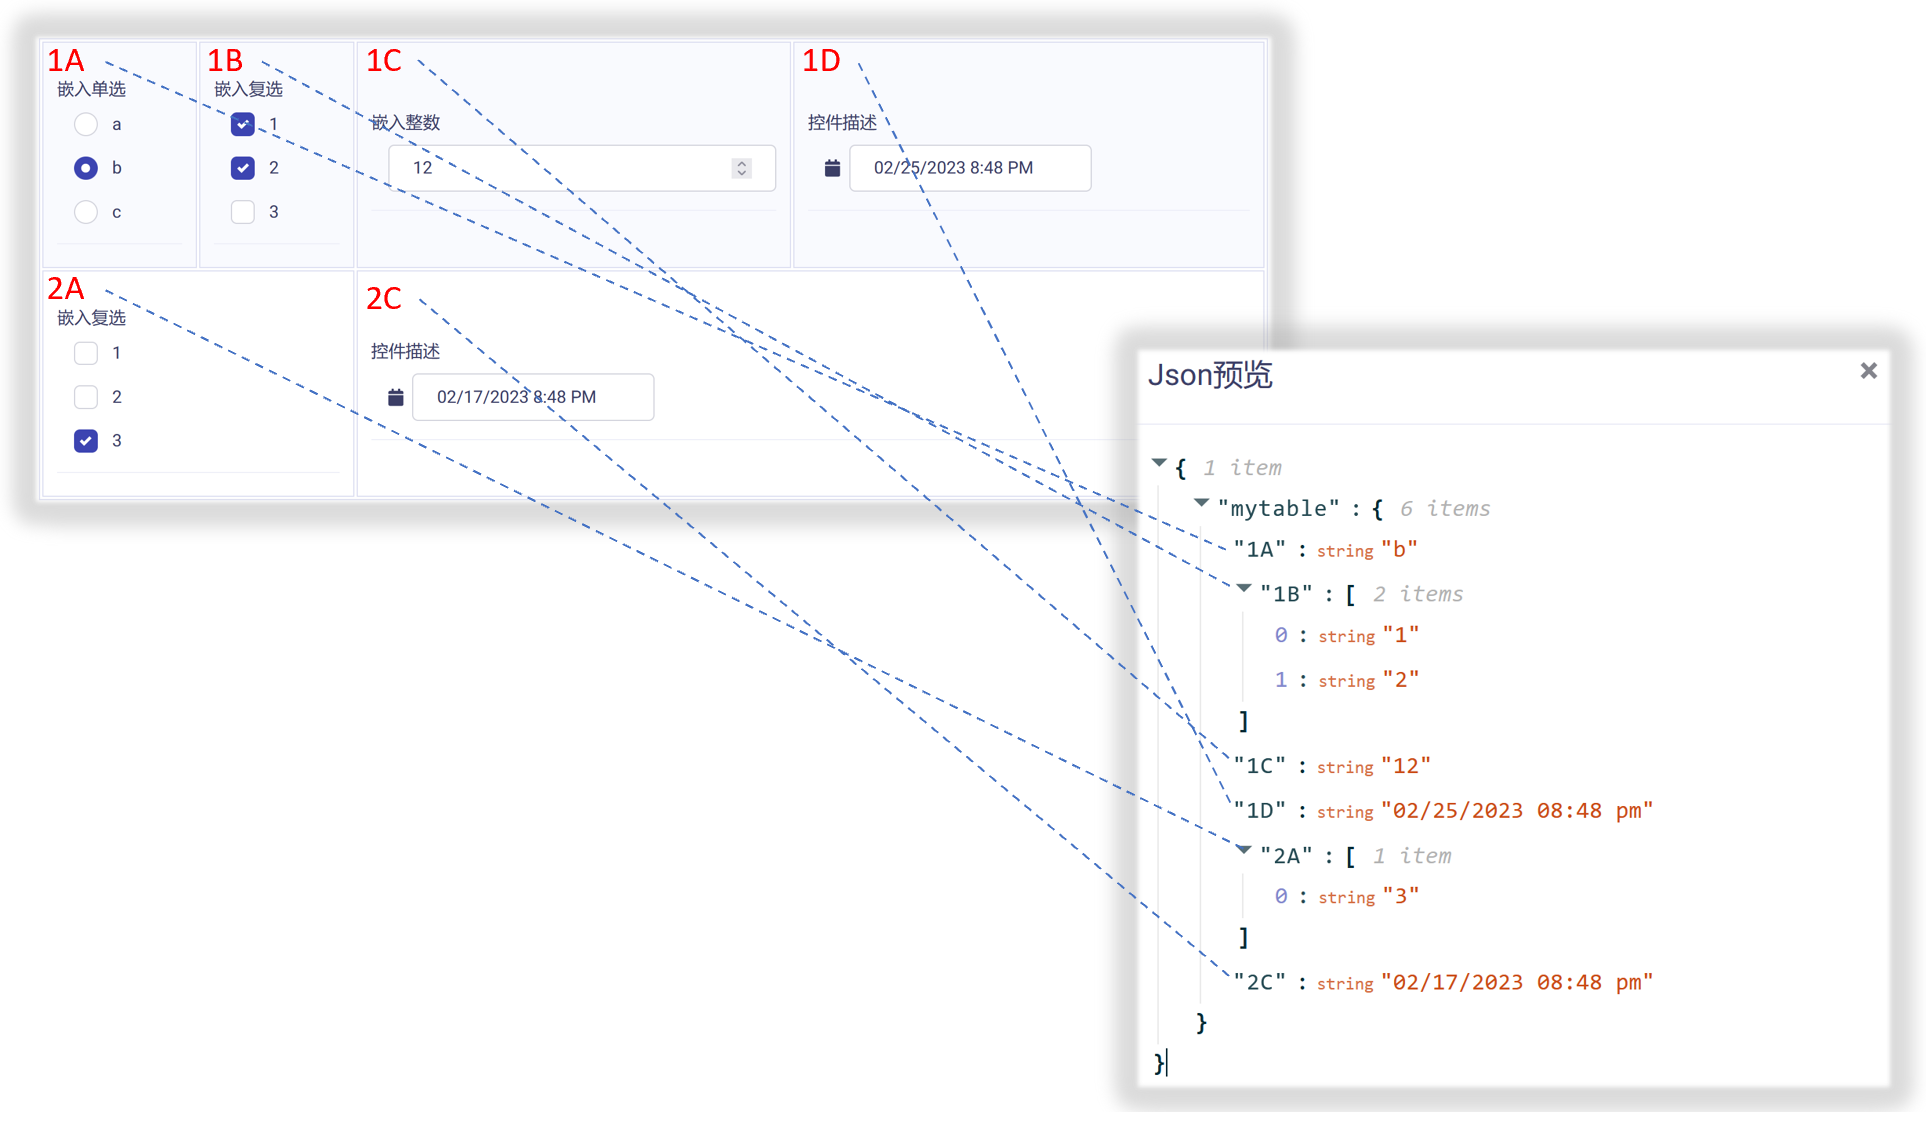 1A
嵌入单选
a
b
c
1B
嵌入复选
1
2
3
1C
嵌入整数
12
1D
控件描述
02/25/2023 8:48 PM
2A
嵌入复选
1
2
3
2C
控件描述
02/17/2023 8:48 PM
Json预览
{ 1 item
"mytable" : { 6 items
"1A" : string "b"
"1B" : [ 2 items
0 : string "1"
1 : string "2"
]
"1C" : string "12"
"1D" : string "02/25/2023 08:48 pm"
"2A" : [ 1 item
0 : string "3"
]
"2C" : string "02/17/2023 08:48 pm"
}
}